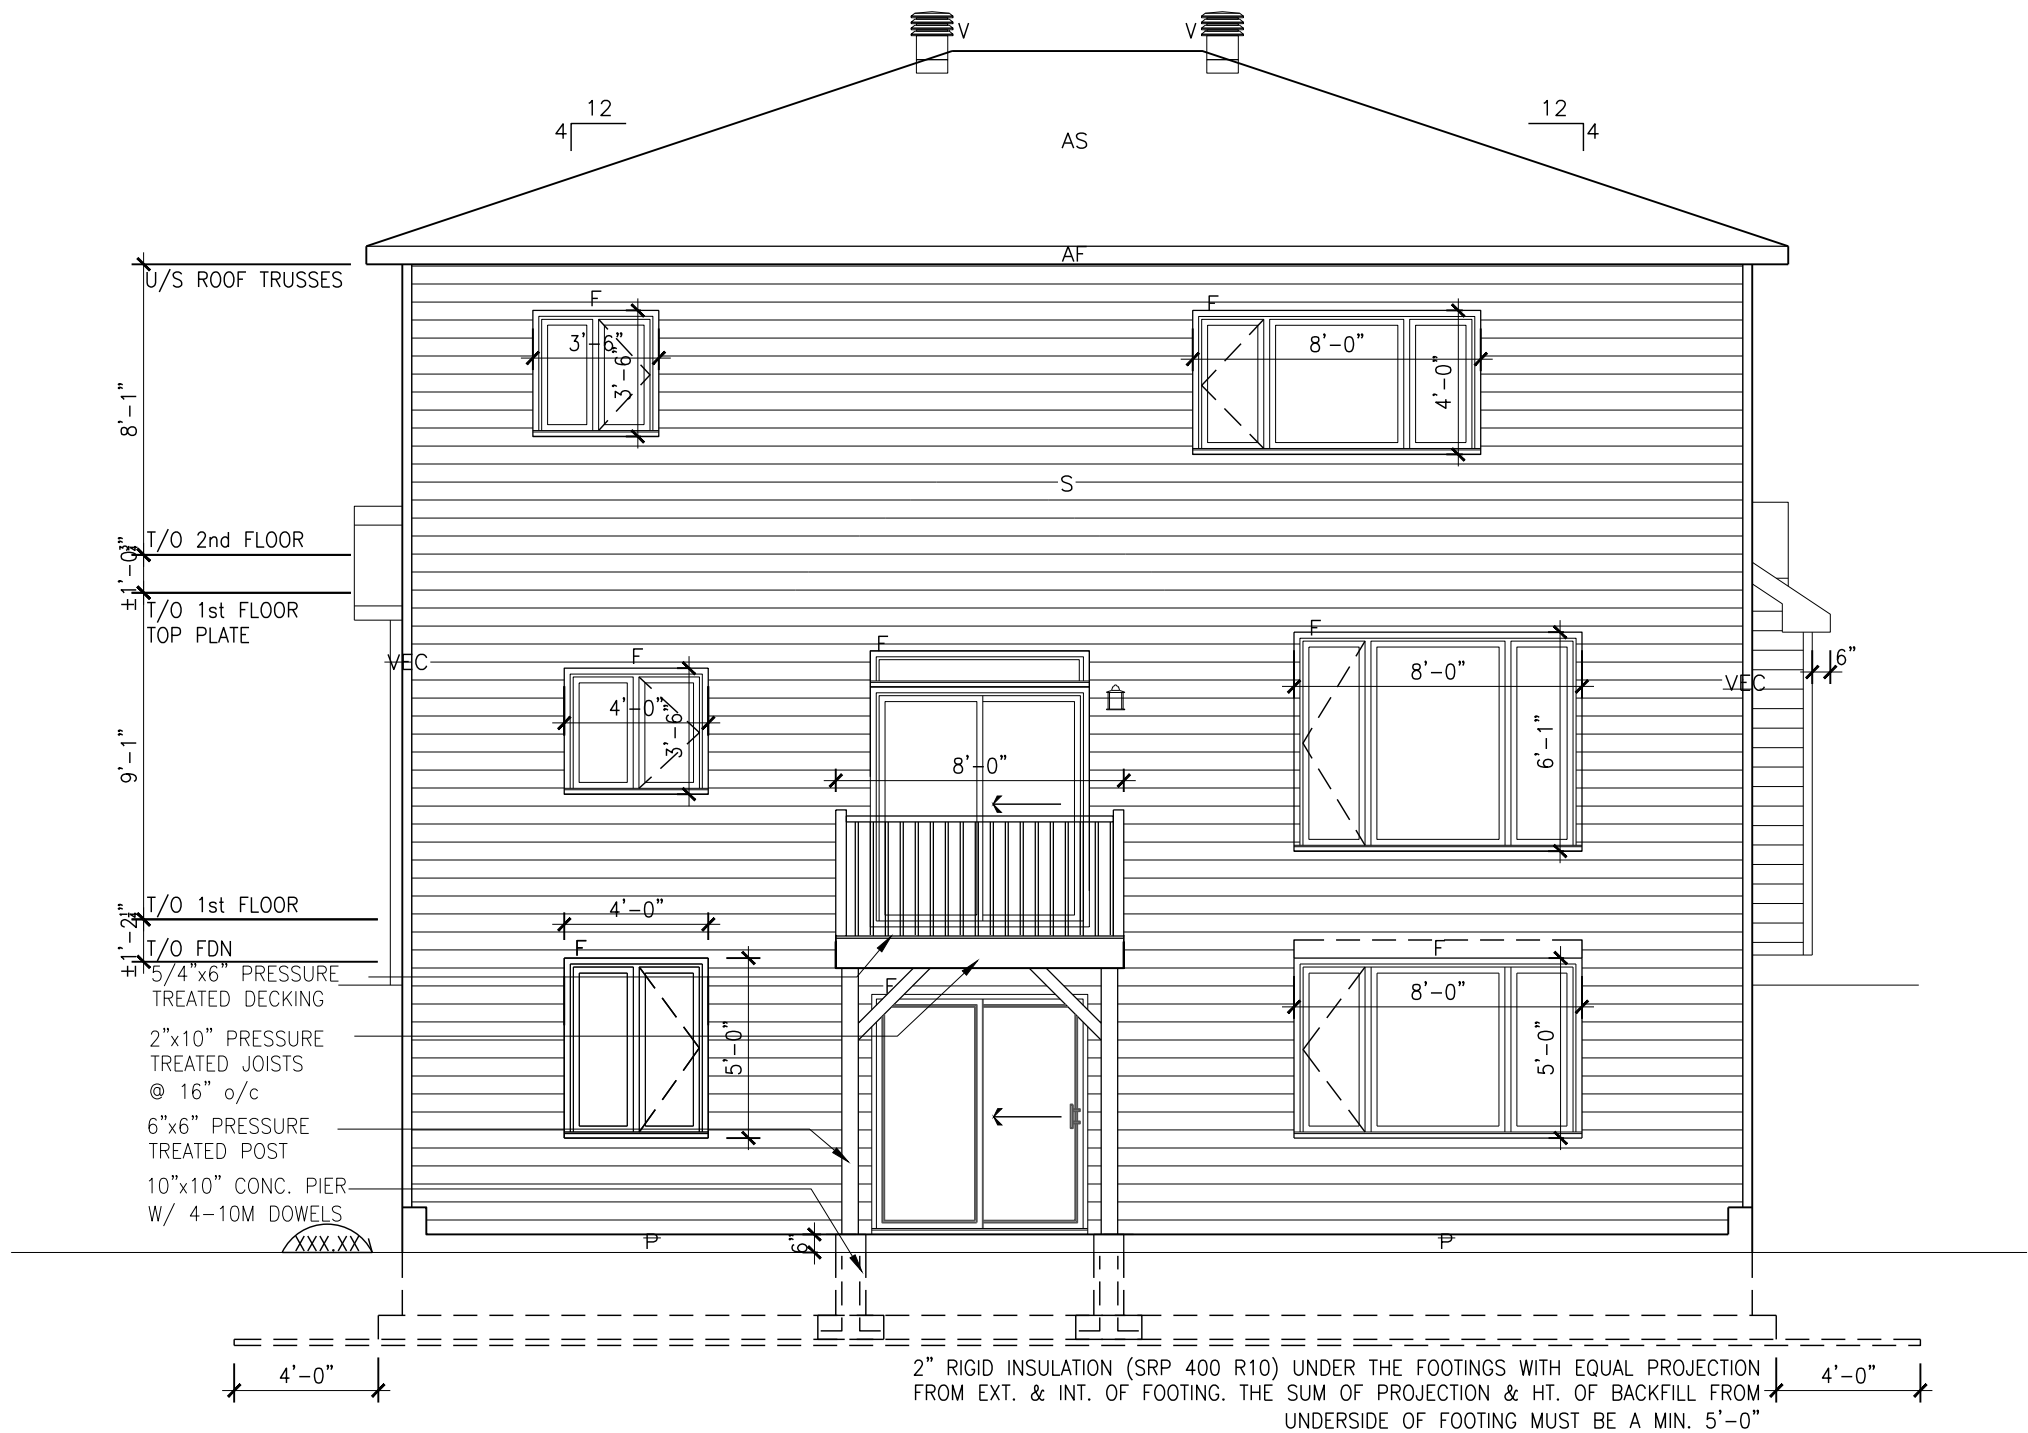 V
V
12
4
12
4
AS
AF
U/S ROOF TRUSSES
F
F
3'-6"
3'-6"
8'-0"
4'-0"
8'-1"
S
T/O 2nd FLOOR
±1'-0¾"
T/O 1st FLOOR
TOP PLATE
F
F
F
VEC
VEC
6"
4'-0"
3'-6"
8'-0"
8'-0"
6'-1"
9'-1"
T/O 1st FLOOR
4'-0"
±1'-2½"
T/O FDN
F
F
5/4"x6" PRESSURE
TREATED DECKING
F
8'-0"
2"x10" PRESSURE
TREATED JOISTS
@ 16" o/c
5'-0"
5'-0"
6"x6" PRESSURE
TREATED POST
10"x10" CONC. PIER
W/ 4-10M DOWELS
XXX.XX
P
6"
P
4'-0"
4'-0"
2" RIGID INSULATION (SRP 400 R10) UNDER THE FOOTINGS WITH EQUAL PROJECTION
FROM EXT. & INT. OF FOOTING. THE SUM OF PROJECTION & HT. OF BACKFILL FROM
UNDERSIDE OF FOOTING MUST BE A MIN. 5'-0"